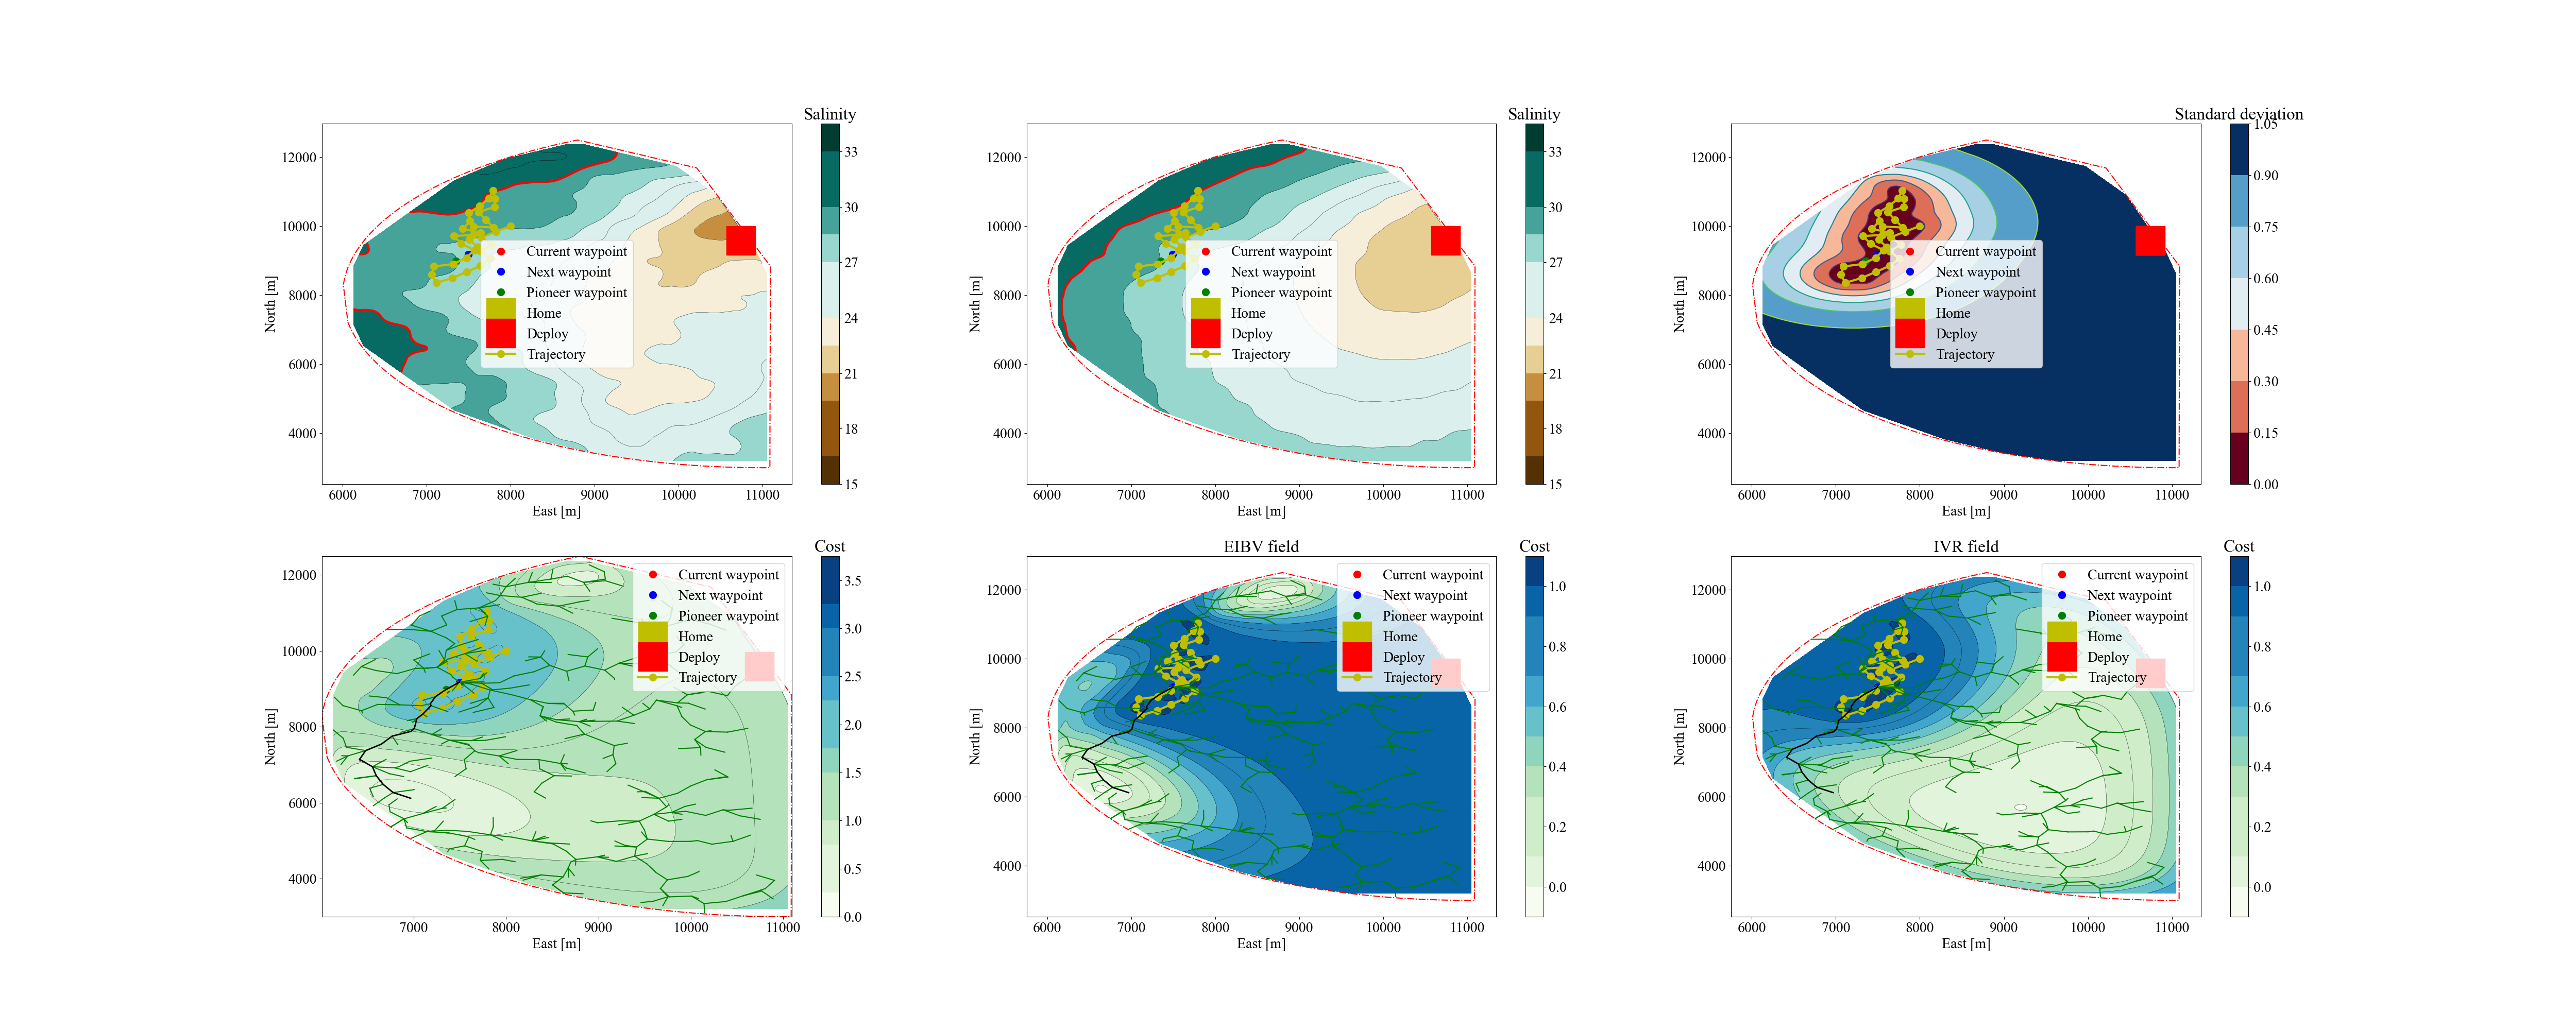 Salinity
12000
10000
8000
6000
4000
North [m]
6000 7000 8000 9000 10000 11000
East [m]
Current waypoint
Next waypoint
Pioneer waypoint
Home
Deploy
Trajectory
33
30
27
24
21
18
15
Salinity
12000
10000
8000
6000
4000
North [m]
6000 7000 8000 9000 10000 11000
East [m]
Current waypoint
Next waypoint
Pioneer waypoint
Home
Deploy
Trajectory
33
30
27
24
21
18
15
Standard deviation
12000
10000
8000
6000
4000
North [m]
6000 7000 8000 9000 10000 11000
East [m]
Current waypoint
Next waypoint
Pioneer waypoint
Home
Deploy
Trajectory
1.05
0.90
0.75
0.60
0.45
0.30
0.15
0.00
Cost
12000
10000
8000
6000
4000
North [m]
7000 8000 9000 10000 11000
East [m]
Current waypoint
Next waypoint
Pioneer waypoint
Home
Deploy
Trajectory
3.5
3.0
2.5
2.0
1.5
1.0
0.5
0.0
EIBV field
Cost
12000
10000
8000
6000
4000
North [m]
6000 7000 8000 9000 10000 11000
East [m]
Current waypoint
Next waypoint
Pioneer waypoint
Home
Deploy
Trajectory
1.0
0.8
0.6
0.4
0.2
0.0
IVR field
Cost
12000
10000
8000
6000
4000
North [m]
6000 7000 8000 9000 10000 11000
East [m]
Current waypoint
Next waypoint
Pioneer waypoint
Home
Deploy
Trajectory
1.0
0.8
0.6
0.4
0.2
0.0